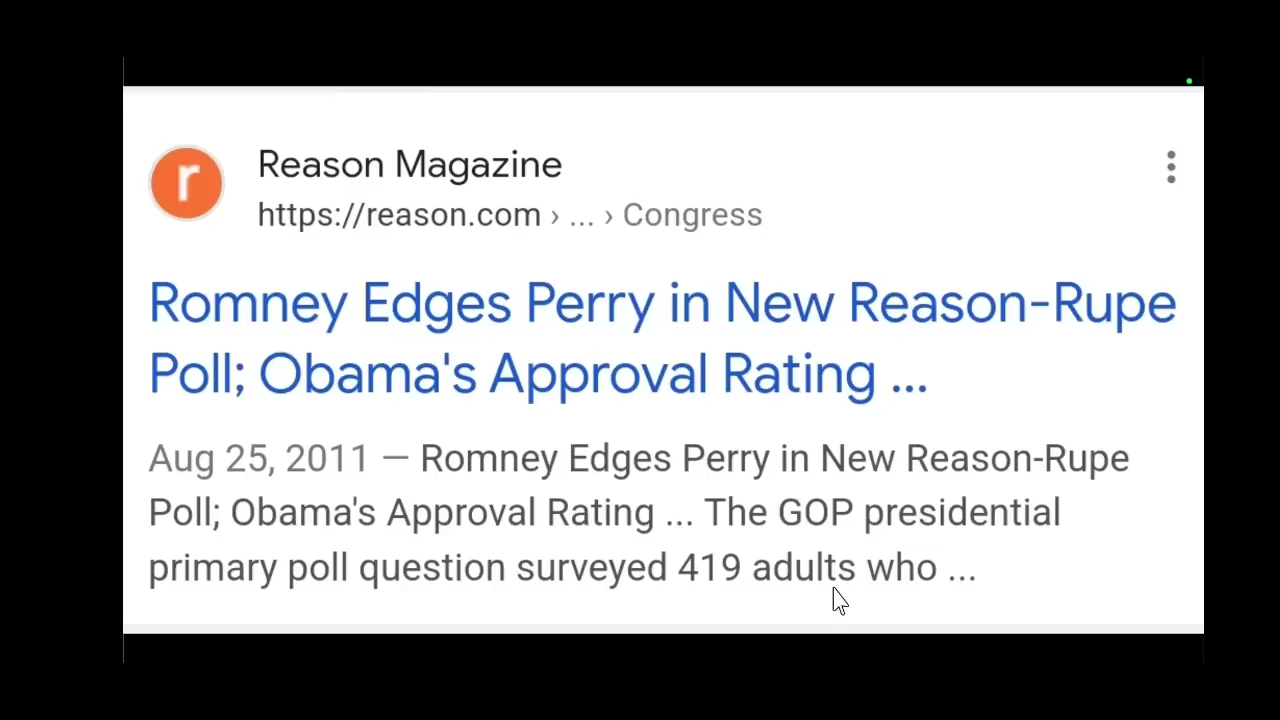 r
Reason Magazine
https://reason.com › ... › Congress
Romney Edges Perry in New Reason-Rupe
Poll; Obama's Approval Rating ...
Aug 25, 2011 — Romney Edges Perry in New Reason-Rupe
Poll; Obama's Approval Rating ... The GOP presidential
primary poll question surveyed 419 adults who ...